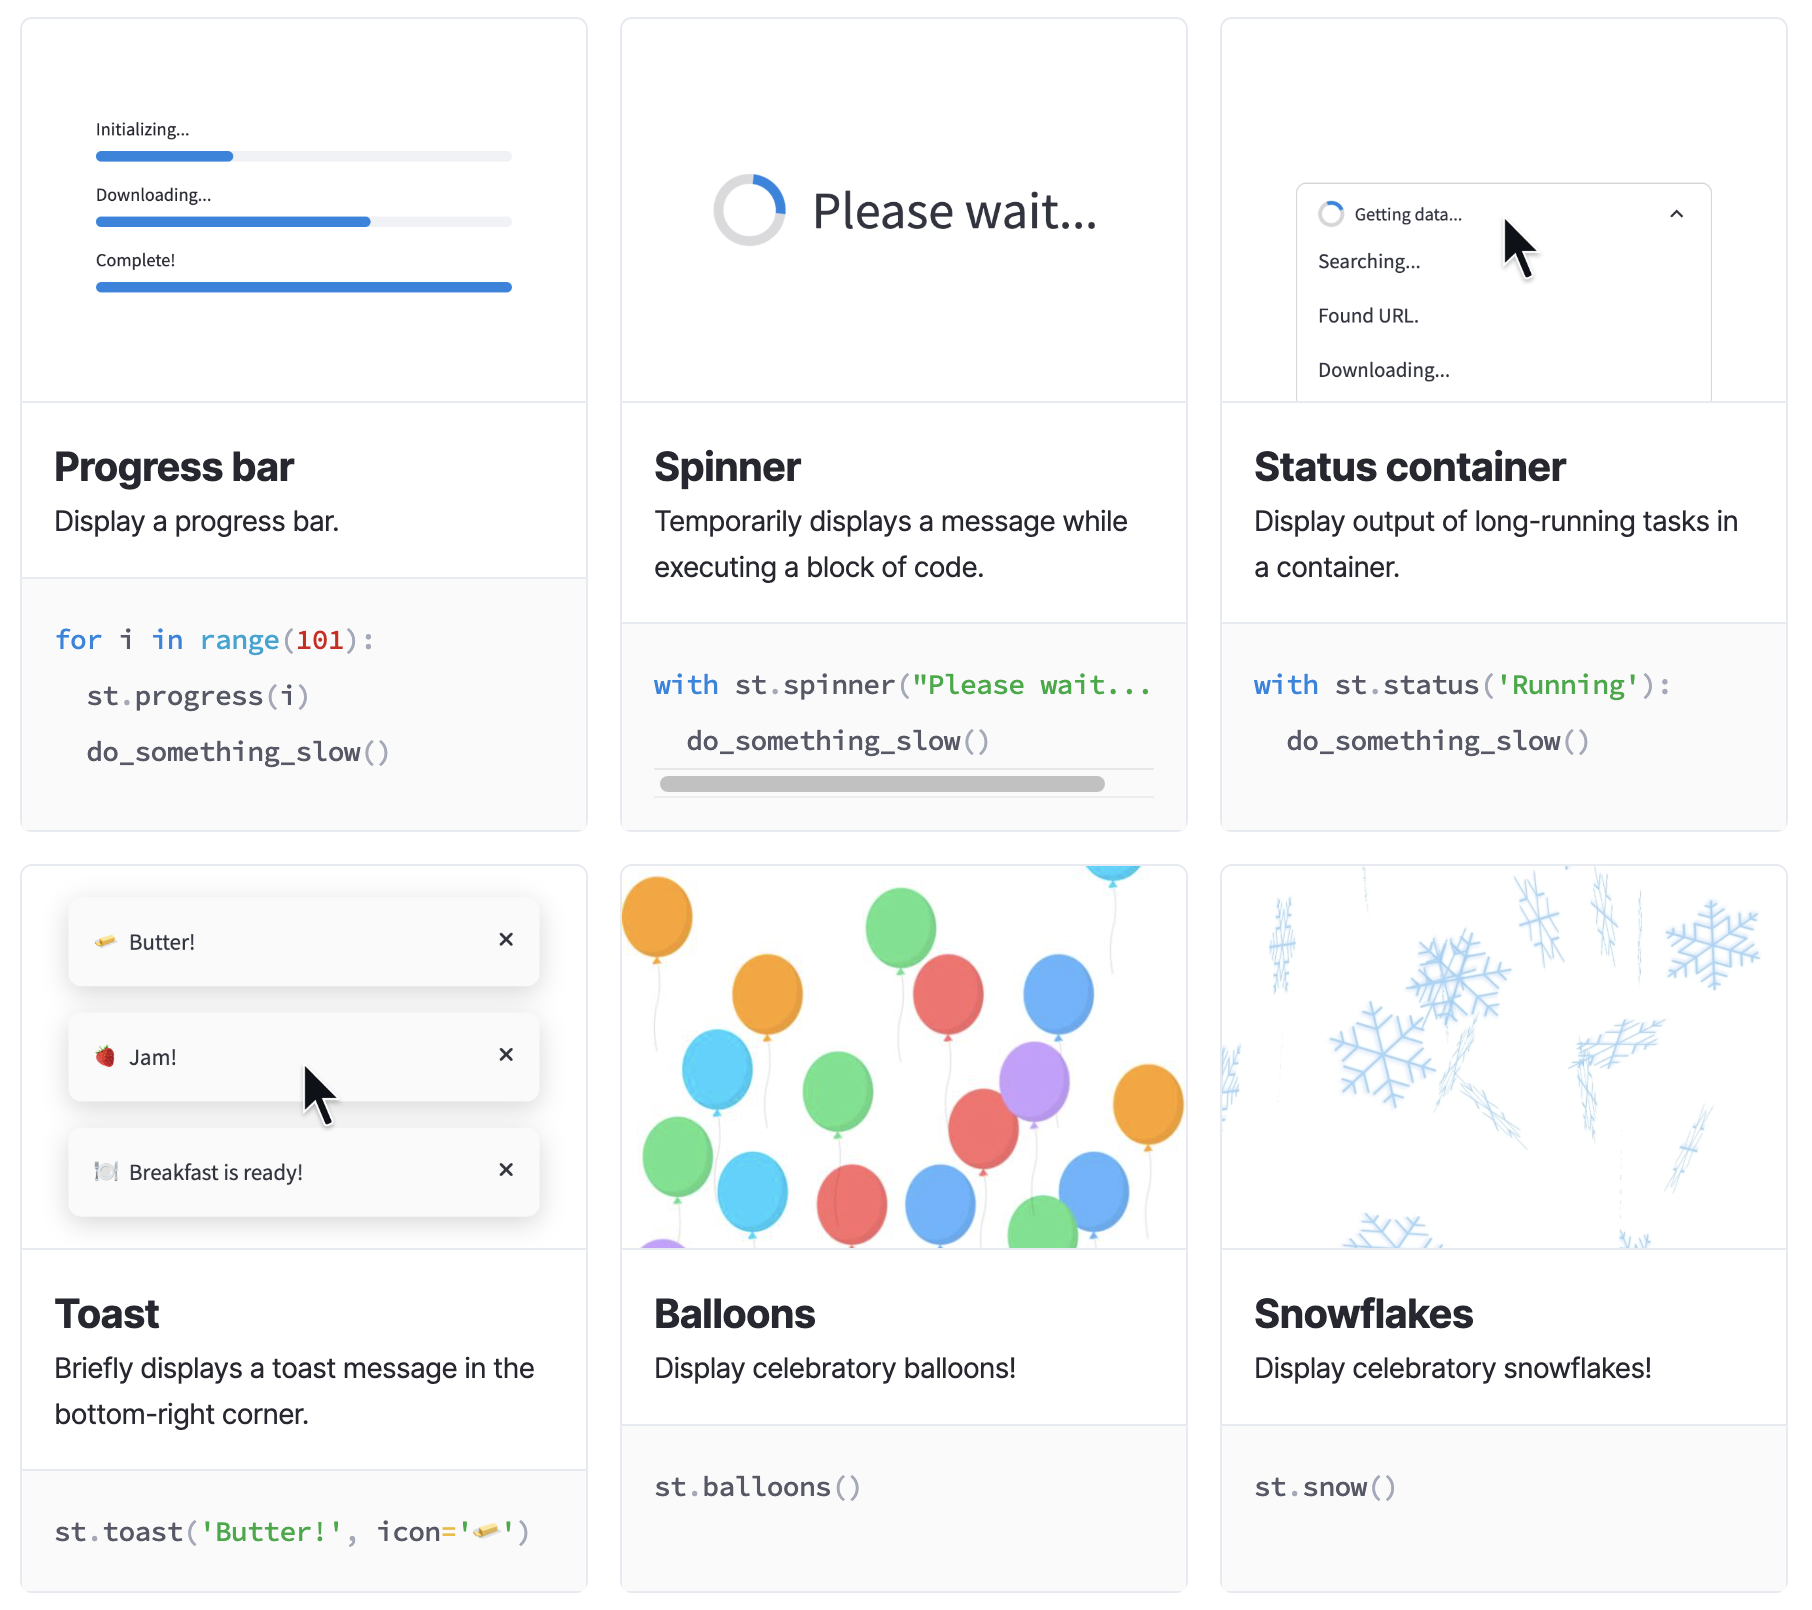 Initializing...
Downloading...
Complete!
Progress bar
Display a progress bar.
for i in range(101):
  st.progress(i)
  do_something_slow()
Please wait...
Spinner
Temporarily displays a message while
executing a block of code.
with st.spinner("Please wait...
  do_something_slow()
Getting data...
Searching...
Found URL.
Downloading...
Status container
Display output of long-running tasks in
a container.
with st.status('Running'):
  do_something_slow()
🧈 Butter!
🍓 Jam!
🍽️ Breakfast is ready!
Toast
Briefly displays a toast message in the
bottom-right corner.
st.toast('Butter!', icon='🧈')
Balloons
Display celebratory balloons!
st.balloons()
Snowflakes
Display celebratory snowflakes!
st.snow()